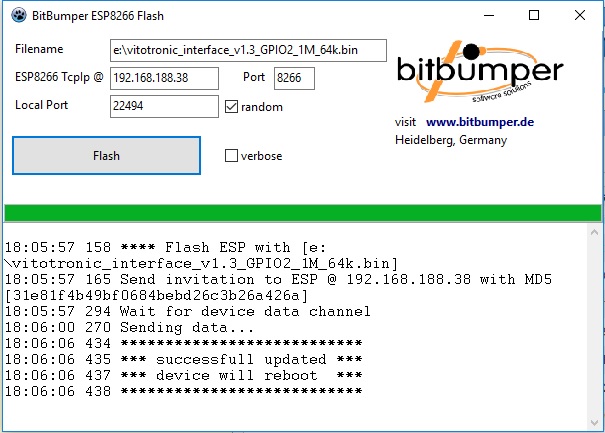 BitBumper ESP8266 Flash
Filename e:\vitotronic_interface_v1.3_GPIO2_1M_64k.bin
ESP8266 TcpIp @ 192.168.188.38 Port 8266
Local Port 22494 random
bitbumper
software solutions
visit www.bitbumper.de
Heidelberg, Germany
Flash verbose
18:05:57 158 **** Flash ESP with [e:
\vitotronic_interface_v1.3_GPIO2_1M_64k.bin]
18:05:57 165 Send invitation to ESP @ 192.168.188.38 with MD5
[31e81f4b49bf0684bebd26c3b26a426a]
18:05:57 294 Wait for device data channel
18:06:00 270 Sending data...
18:06:06 434 ***************************
18:06:06 435 *** successfull updated ***
18:06:06 437 *** device will reboot  ***
18:06:06 438 ***************************